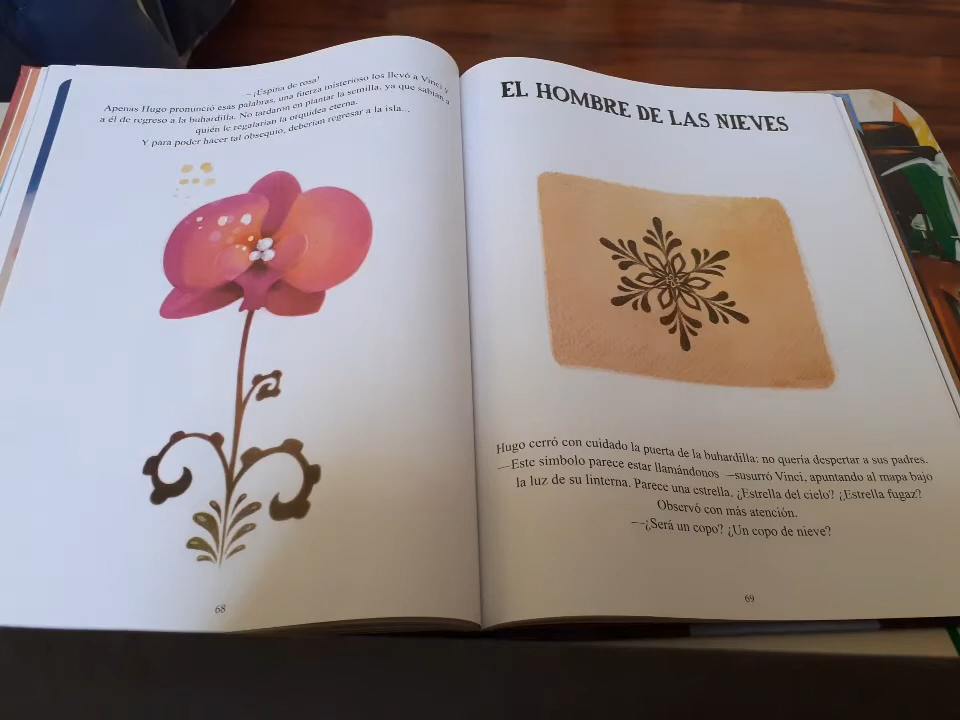 —¡Espina de rosa!
Apenas Hugo pronunció esas palabras, una fuerza misteriosa los llevó a Vinci y
a él de regreso a la buhardilla. No tardaron en plantar la semilla, ya que sabían a
quién le regalarían la orquídea eterna.
Y para poder hacer tal obsequio, deberían regresar a la isla...
68
EL HOMBRE DE LAS NIEVES
Hugo cerró con cuidado la puerta de la buhardilla: no quería despertar a sus padres.
—Este símbolo parece estar llamándonos —susurró Vinci, apuntando al mapa bajo
la luz de su linterna. Parece una estrella. ¿Estrella del cielo? ¿Estrella fugaz?
Observó con más atención.
—¿Será un copo? ¿Un copo de nieve?
69